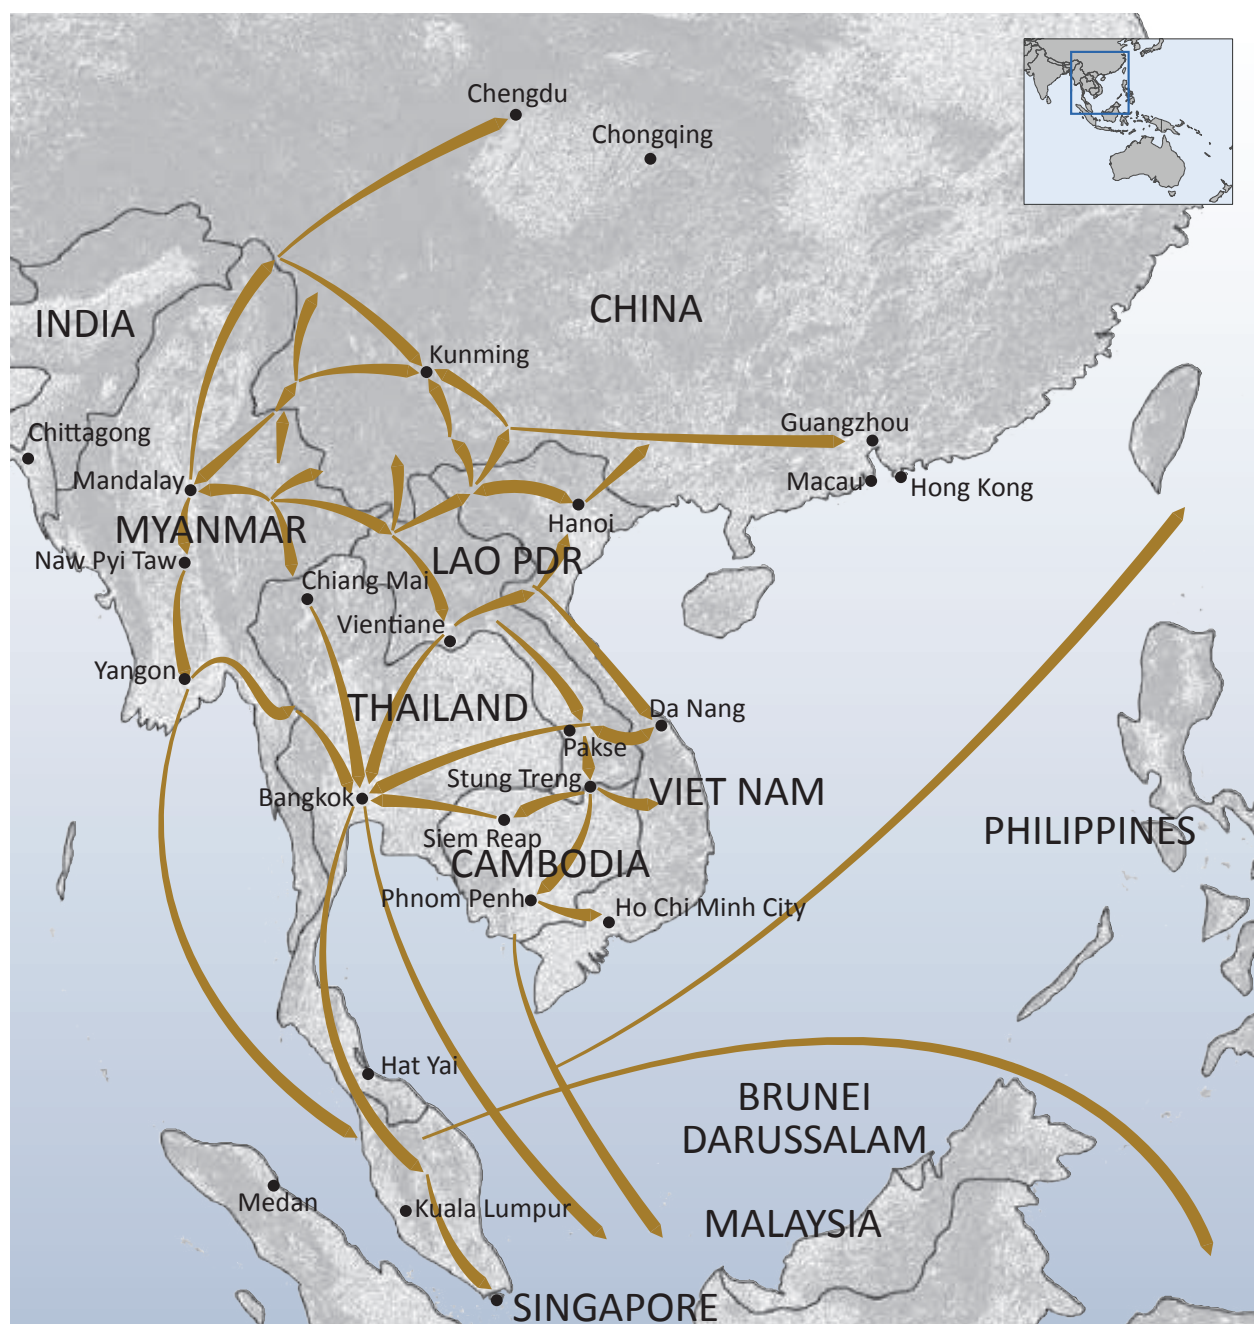 Chengdu
Chongqing
INDIA
CHINA
Kunming
Chittagong
Guangzhou
Mandalay
Macau
Hong Kong
MYANMAR
Hanoi
Naw Pyi Taw
LAO PDR
Chiang Mai
Vientiane
Yangon
THAILAND
Da Nang
Pakse
Stung Treng
VIET NAM
Bangkok
Siem Reap
PHILIPPINES
CAMBODIA
Phnom Penh
Ho Chi Minh City
Hat Yai
BRUNEI
DARUSSALAM
Medan
Kuala Lumpur
MALAYSIA
SINGAPORE